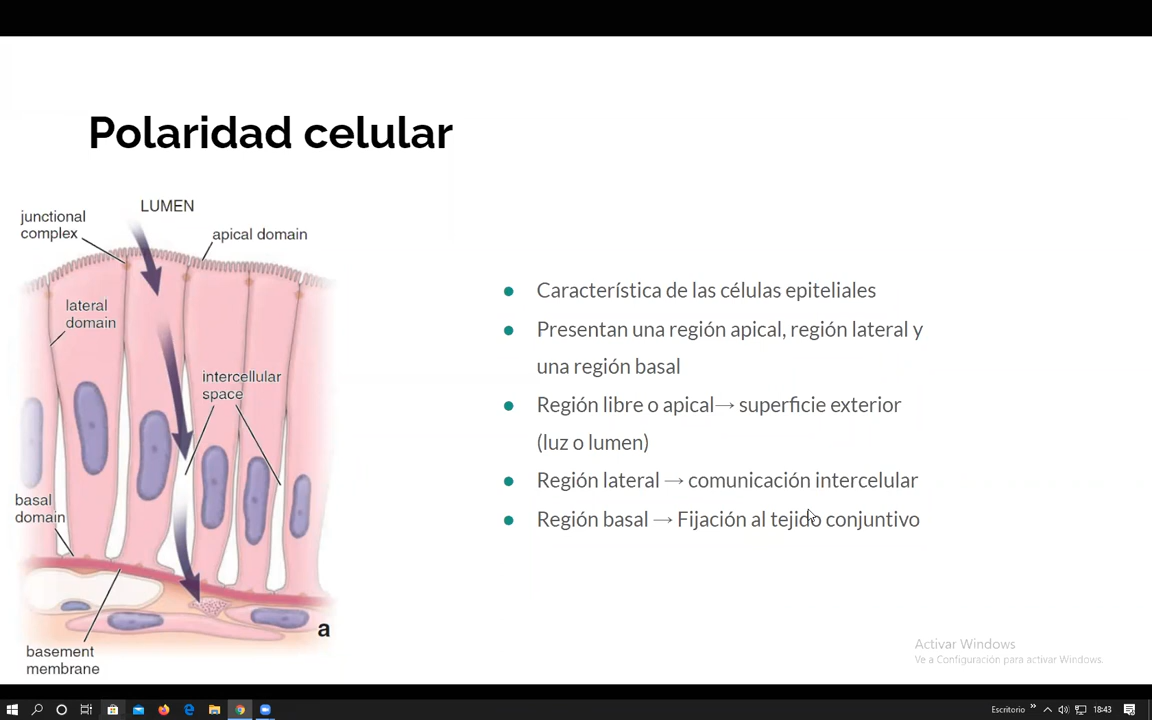 Polaridad celular
LUMEN
junctional
complex
apical domain
lateral
domain
intercellular
space
basal
domain
basement
membrane
a
● Característica de las células epiteliales
● Presentan una región apical, región lateral y
una región basal
● Región libre o apical→ superficie exterior
(luz o lumen)
● Región lateral → comunicación intercelular
● Región basal → Fijación al tejido conjuntivo
Activar Windows
Ve a Configuración para activar Windows.
Escritorio
18:43